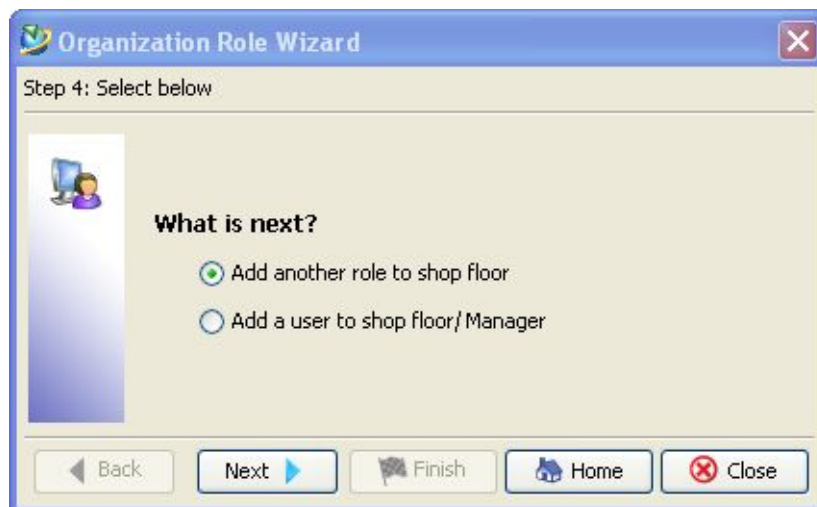 Organization Role Wizard
Step 4: Select below
What is next?
Add another role to shop floor
Add a user to shop floor/Manager
Back Next Finish Home Close